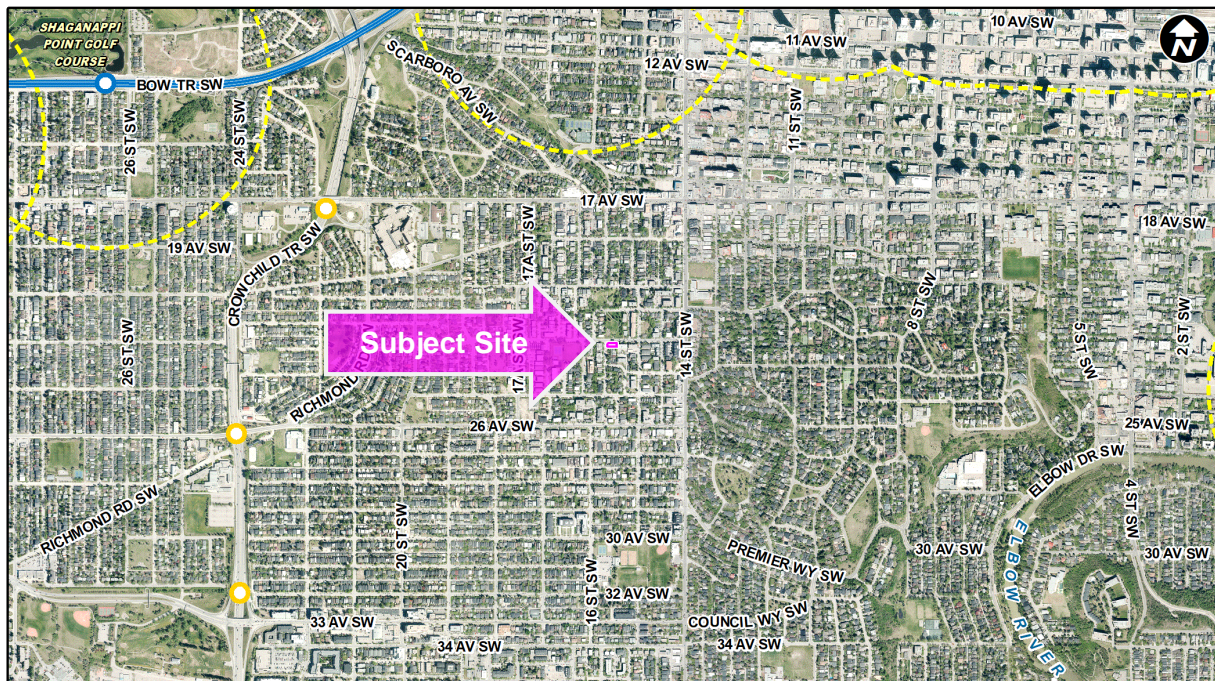 SHAGANAPPI
POINT GOLF
COURSE
BOW TR SW
SCARBORO AV SW
10 AV SW
11 AV SW
12 AV SW
N
26 ST SW
24 ST SW
11 ST SW
17 AV SW
18 AV SW
19 AV SW
17A ST SW
CROWCHILD TR SW
8 ST SW
26 ST SW
Subject Site
17A ST SW
14 ST SW
5 ST SW
2 ST SW
RICHMOND RD
26 AV SW
25 AV SW
ELBOW DR SW
RICHMOND RD SW
4 ST SW
20 ST SW
30 AV SW
PREMIER WY SW
30 AV SW
30 AV SW
ELBOW RIVER
16 ST SW
32 AV SW
33 AV SW
COUNCIL WY SW
34 AV SW
34 AV SW